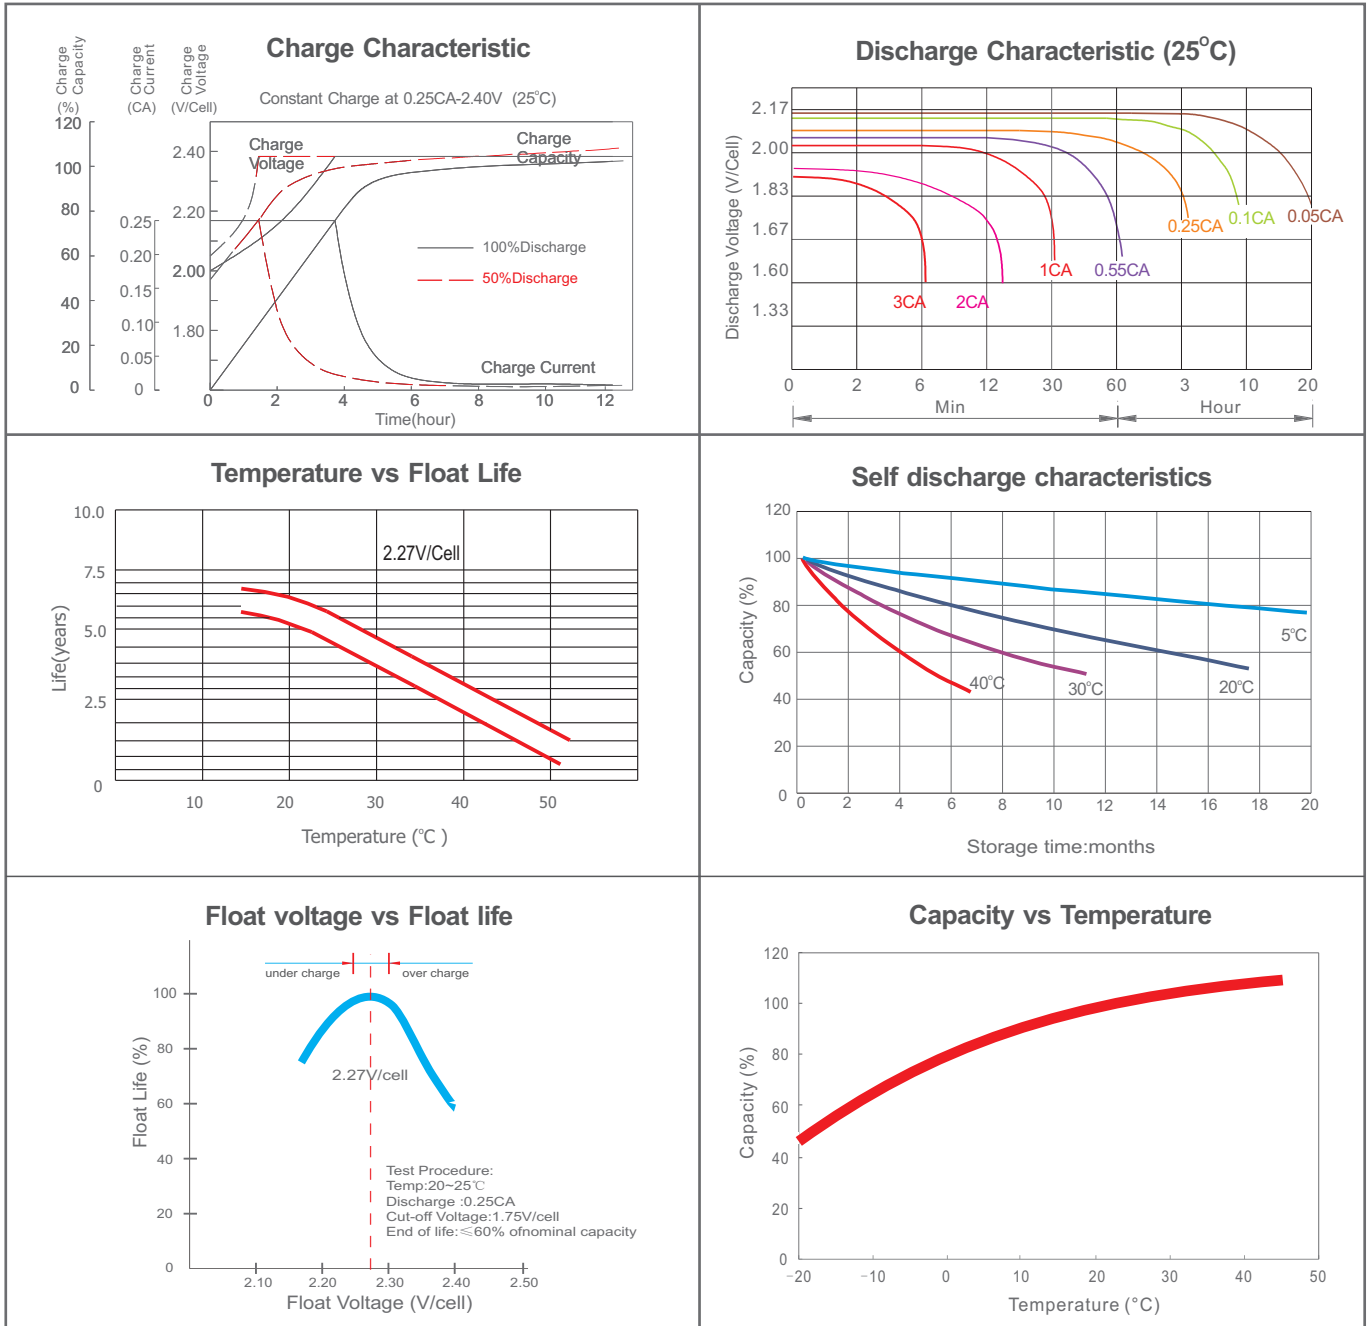 Charge Characteristic
Charge
Capacity
(%)
Charge
Current
(CA)
Charge
Voltage
(V/Cell)
Constant Charge at 0.25CA-2.40V (25°C)
120
100
80
60
40
20
0
0.25
0.20
0.15
0.10
0.05
0
2.40
2.20
2.00
1.80
Charge
Voltage
Charge
Capacity
100%Discharge
50%Discharge
Charge Current
0 2 4 6 8 10 12
Time(hour)
Discharge Characteristic (25°C)
Discharge Voltage (V/Cell)
2.17
2.00
1.83
1.67
1.60
1.33
3CA
2CA
1CA
0.55CA
0.25CA
0.1CA
0.05CA
0 2 6 12 30 60 3 10 20
Min Hour
Temperature vs Float Life
Life(years)
10.0
7.5
5.0
2.5
0
2.27V/Cell
10 20 30 40 50
Temperature (°C )
Self discharge characteristics
Capacity (%)
120
100
80
60
40
20
0
5°C
20°C
30°C
40°C
0 2 4 6 8 10 12 14 16 18 20
Storage time:months
Float voltage vs Float life
under charge over charge
Float Life (%)
100
80
60
40
20
0
2.27V/cell
Test Procedure:
Temp:20~25℃
Discharge :0.25CA
Cut-off Voltage:1.75V/cell
End of life:≤60% ofnominal capacity
2.10 2.20 2.30 2.40 2.50
Float Voltage (V/cell)
Capacity vs Temperature
Capacity (%)
120
100
80
60
40
20
0
-20 -10 0 10 20 30 40 50
Temperature (°C)